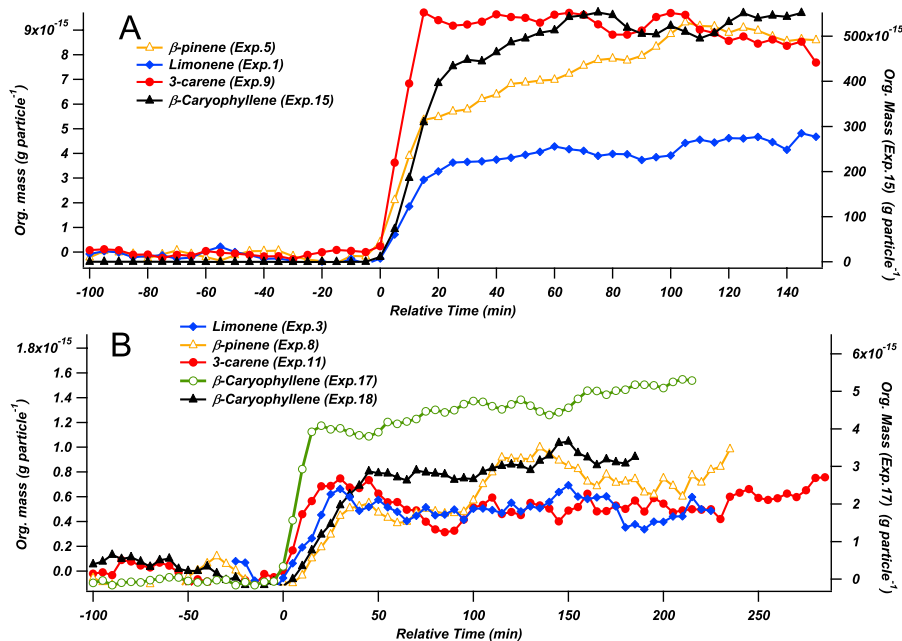 A
β-pinene (Exp.5)
Limonene (Exp.1)
3-carene (Exp.9)
β-Caryophyllene (Exp.15)
Org. mass (g particle⁻¹)
9x10⁻¹⁵
8
7
6
5
4
3
2
1
0
500x10⁻¹⁵
400
300
200
100
0
Org. Mass (Exp.15) (g particle⁻¹)
-100 -80 -60 -40 -20 0 20 40 60 80 100 120 140
Relative Time (min)
B
Limonene (Exp.3)
β-pinene (Exp.8)
3-carene (Exp.11)
β-Caryophyllene (Exp.17)
β-Caryophyllene (Exp.18)
Org. mass (g particle⁻¹)
1.8x10⁻¹⁵
1.6
1.4
1.2
1.0
0.8
0.6
0.4
0.2
0.0
6x10⁻¹⁵
5
4
3
2
1
0
Org. Mass (Exp.17) (g particle⁻¹)
-100 -50 0 50 100 150 200 250
Relative Time (min)